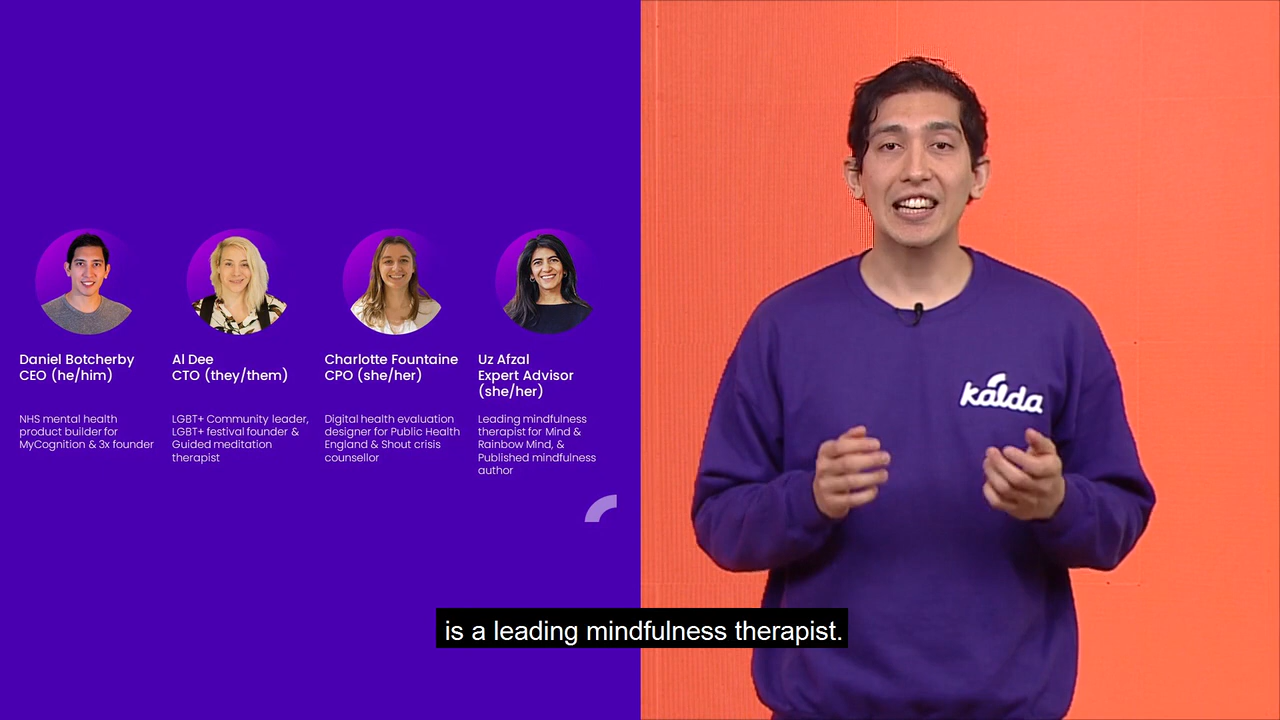 Daniel Botcherby
CEO (he/him)
NHS mental health
product builder for
MyCognition & 3x founder
Al Dee
CTO (they/them)
LGBT+ Community leader,
LGBT+ festival founder &
Guided meditation
therapist
Charlotte Fountaine
CPO (she/her)
Digital health evaluation
designer for Public Health
England & Shout crisis
counsellor
Uz Afzal
Expert Advisor
(she/her)
Leading mindfulness
therapist for Mind &
Rainbow Mind, &
Published mindfulness
author
kalda
is a leading mindfulness therapist.